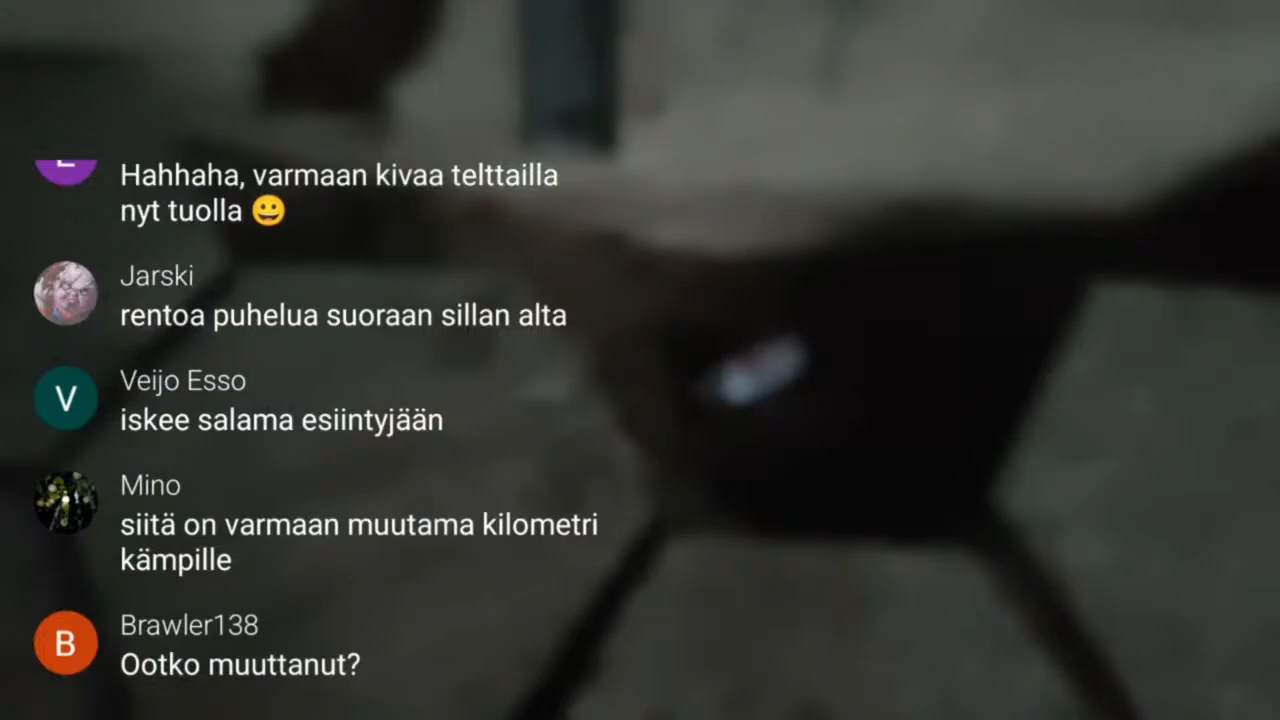 Hahhaha, varmaan kivaa telttailla
nyt tuolla 😀
Jarski
rentoa puhelua suoraan sillan alta
V
Veijo Esso
iskee salama esiintyjään
Mino
siitä on varmaan muutama kilometri
kämpille
B
Brawler138
Ootko muuttanut?